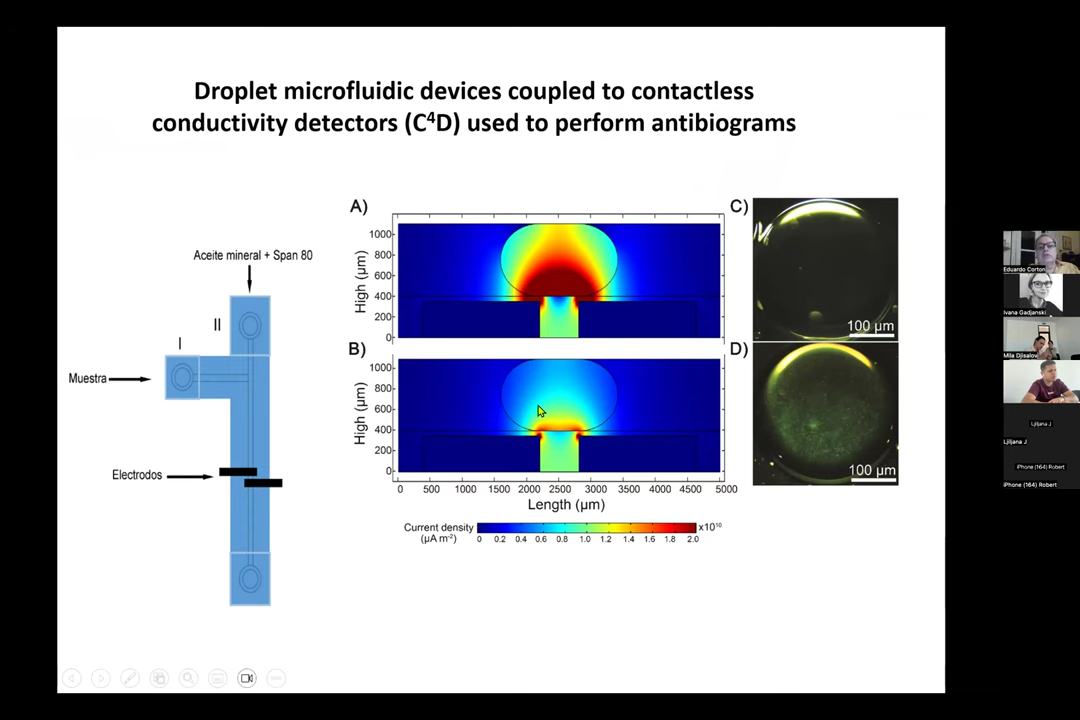 Droplet microfluidic devices coupled to contactless
conductivity detectors (C⁴D) used to perform antibiograms
Aceite mineral + Span 80
II
I
Muestra
Electrodos
A)
High (µm)
1000
800
600
400
200
0
B)
High (µm)
1000
800
600
400
200
0
0 500 1000 1500 2000 2500 3000 3500 4000 4500 5000
Length (µm)
Current density
(µA m⁻²)
0 0.2 0.4 0.6 0.8 1.0 1.2 1.4 1.6 1.8 2.0
x10¹⁰
C)
100 µm
D)
100 µm
Eduardo Corton
Ivana Gadjanski
Mila Djisalov
Ljiljana J
Ljiljana J
iPhone (164) Robert
iPhone (164) Robert